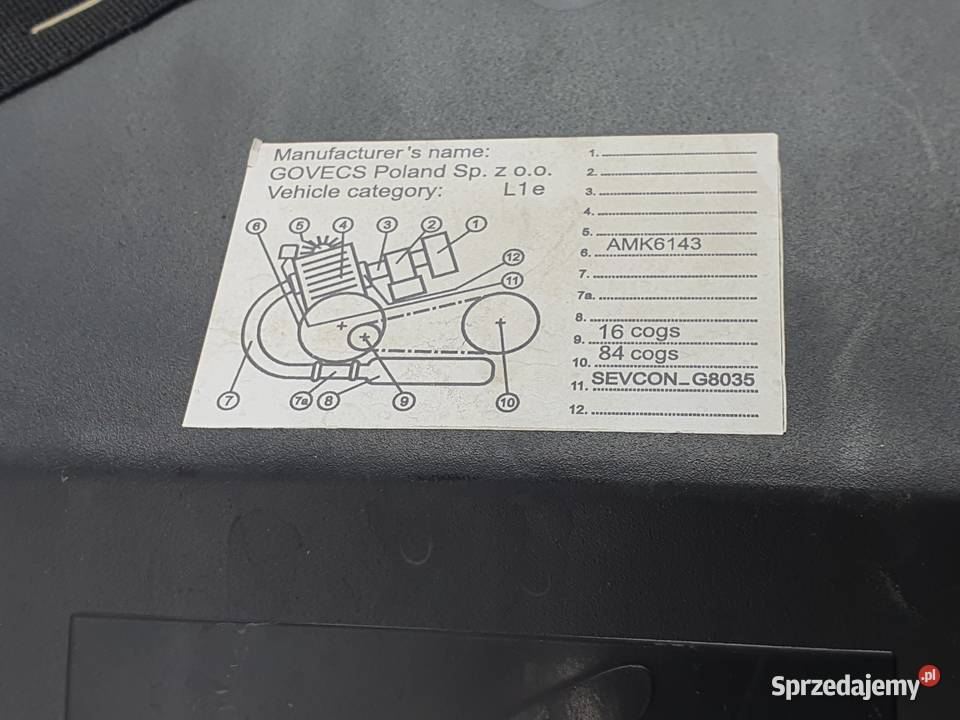 Manufacturer's name:
GOVECS Poland Sp. z o.o.
Vehicle category: L1e
6 5 4 3 2 1
12
11
7 7a 8 9 10
1.
2.
3.
4.
5.
6. AMK6143
7.
7a.
8.
9. 16 cogs
10. 84 cogs
11. SEVCON_G8035
12.
Sprzedajemy.pl